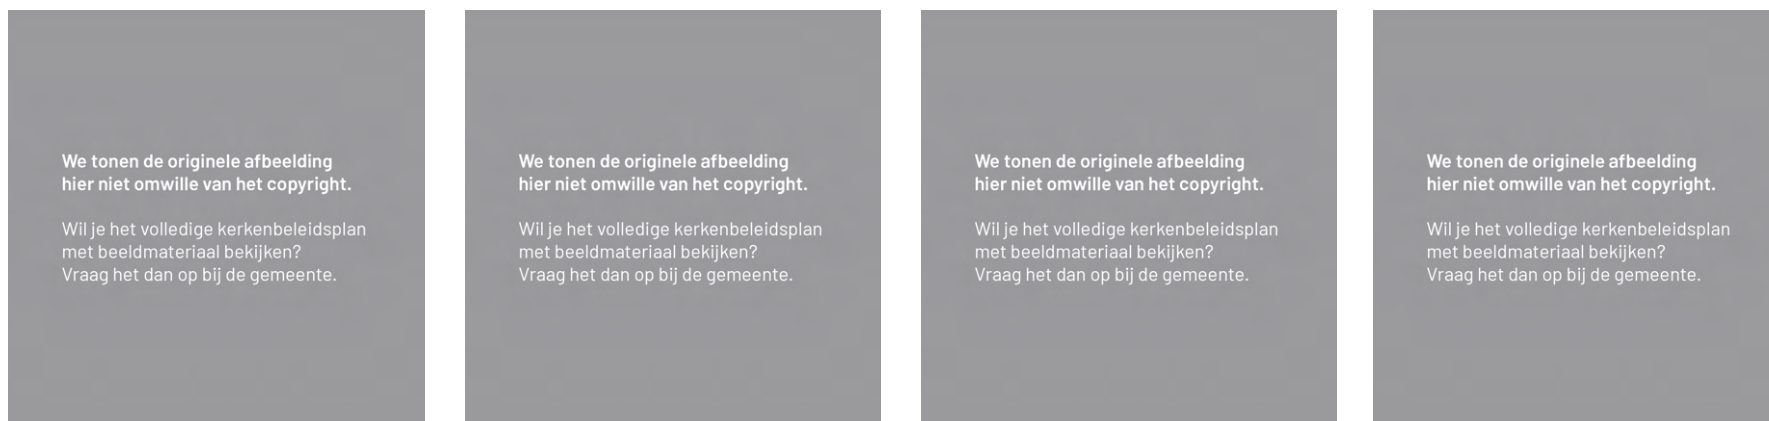 We tonen de originele afbeelding
hier niet omwille van het copyright.
Wil je het volledige kerkenbeleidsplan
met beeldmateriaal bekijken?
Vraag het dan op bij de gemeente.
We tonen de originele afbeelding
hier niet omwille van het copyright.
Wil je het volledige kerkenbeleidsplan
met beeldmateriaal bekijken?
Vraag het dan op bij de gemeente.
We tonen de originele afbeelding
hier niet omwille van het copyright.
Wil je het volledige kerkenbeleidsplan
met beeldmateriaal bekijken?
Vraag het dan op bij de gemeente.
We tonen de originele afbeelding
hier niet omwille van het copyright.
Wil je het volledige kerkenbeleidsplan
met beeldmateriaal bekijken?
Vraag het dan op bij de gemeente.